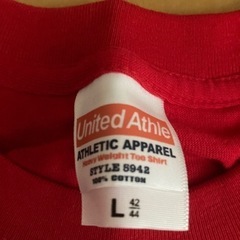 United Athle
ATHLETIC APPAREL
Heavy Weight Tee Shirt
STYLE 5942
100% COTTON
L 42/44